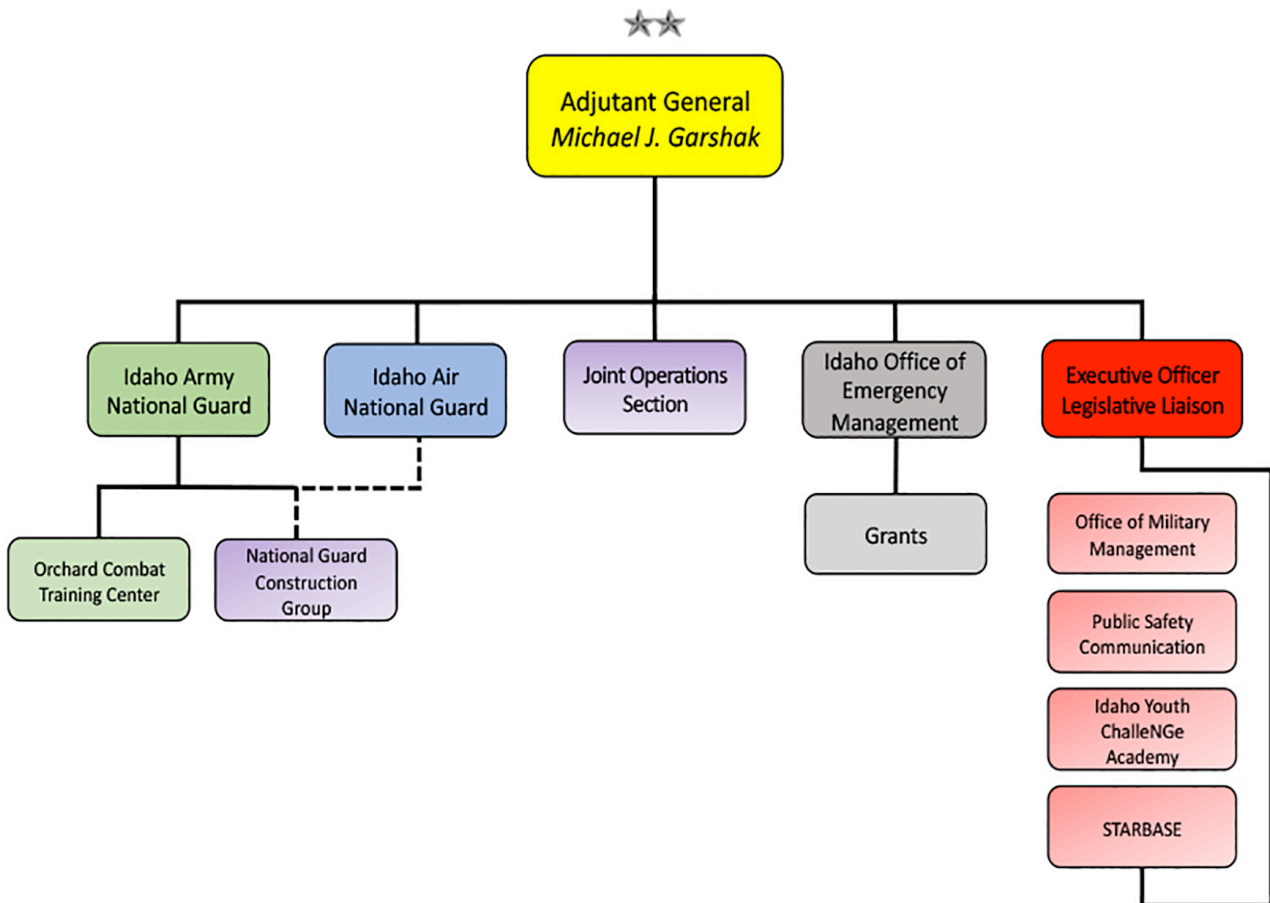 Adjutant General
Michael J. Garshak
Idaho Army
National Guard
Idaho Air
National Guard
Joint Operations
Section
Idaho Office of
Emergency
Management
Executive Officer
Legislative Liaison
Orchard Combat
Training Center
National Guard
Construction
Group
Grants
Office of Military
Management
Public Safety
Communication
Idaho Youth
ChalleNGe
Academy
STARBASE